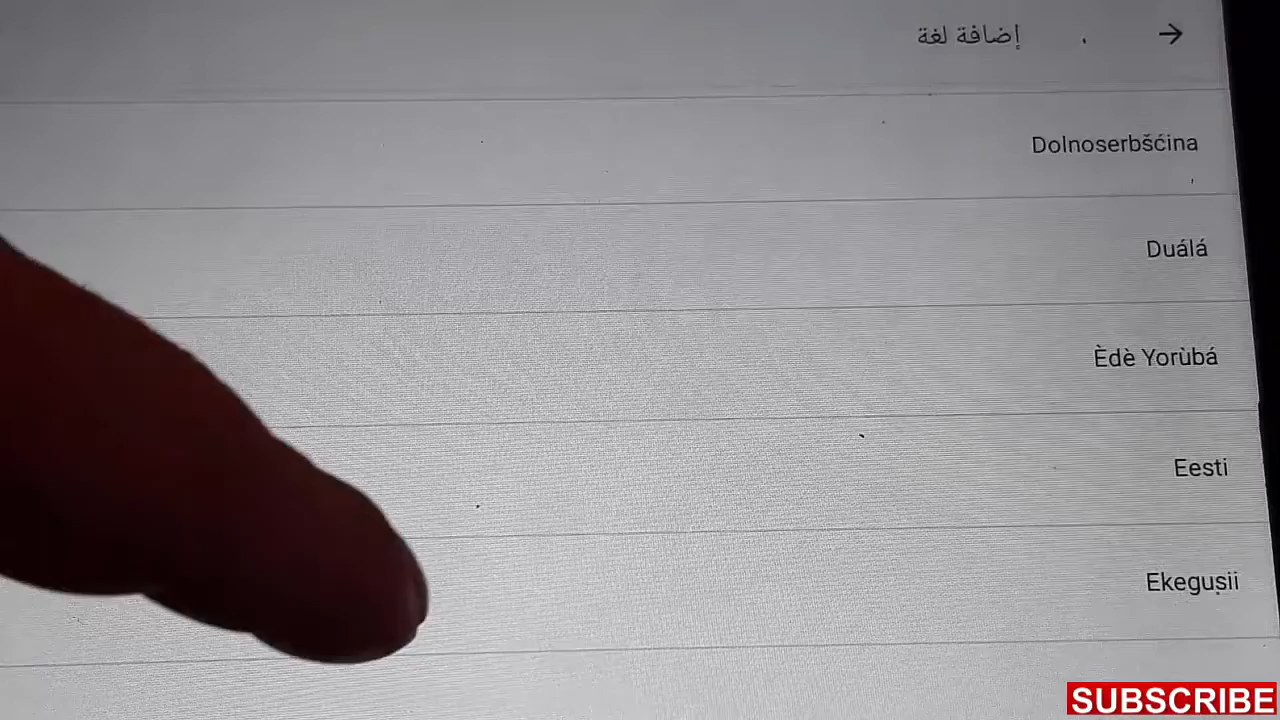 إضافة لغة
Dolnoserbšćina
Duálá
Èdè Yorùbá
Eesti
Ekegusii
SUBSCRIBE